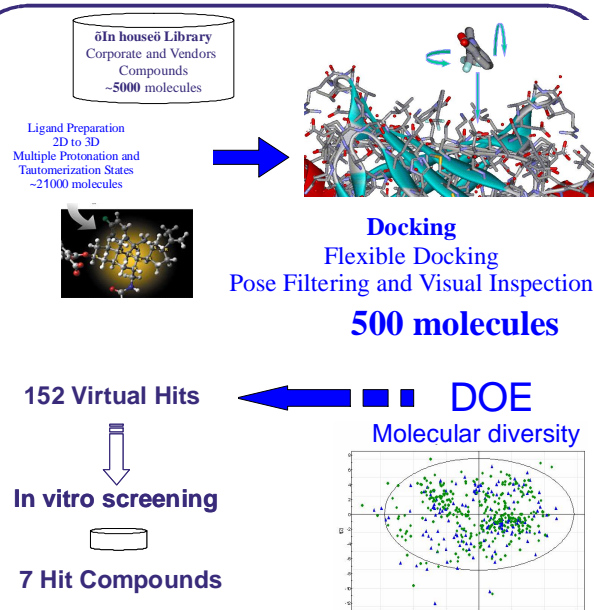 õIn houseö Library
Corporate and Vendors
Compounds
~5000 molecules
Ligand Preparation
2D to 3D
Multiple Protonation and
Tautomerization States
~21000 molecules
Docking
Flexible Docking
Pose Filtering and Visual Inspection
500 molecules
152 Virtual Hits
DOE
Molecular diversity
In vitro screening
7 Hit Compounds